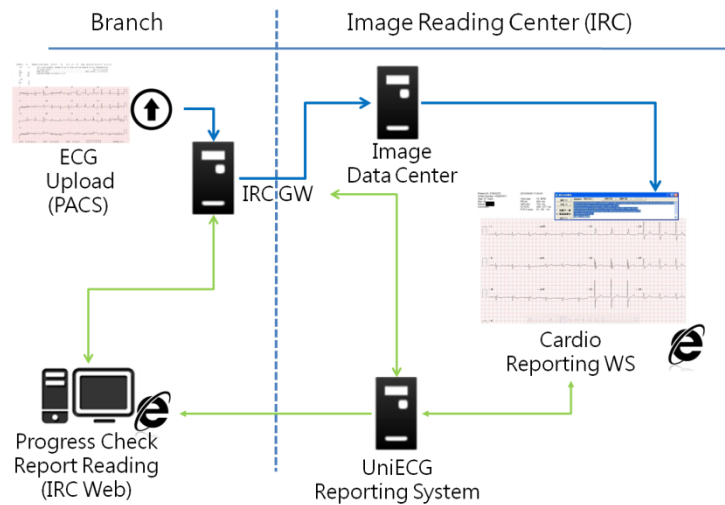 Branch
Image Reading Center (IRC)
ECG
Upload
(PACS)
IRC GW
Image
Data Center
Cardio
Reporting WS
Progress Check
Report Reading
(IRC Web)
UniECG
Reporting System